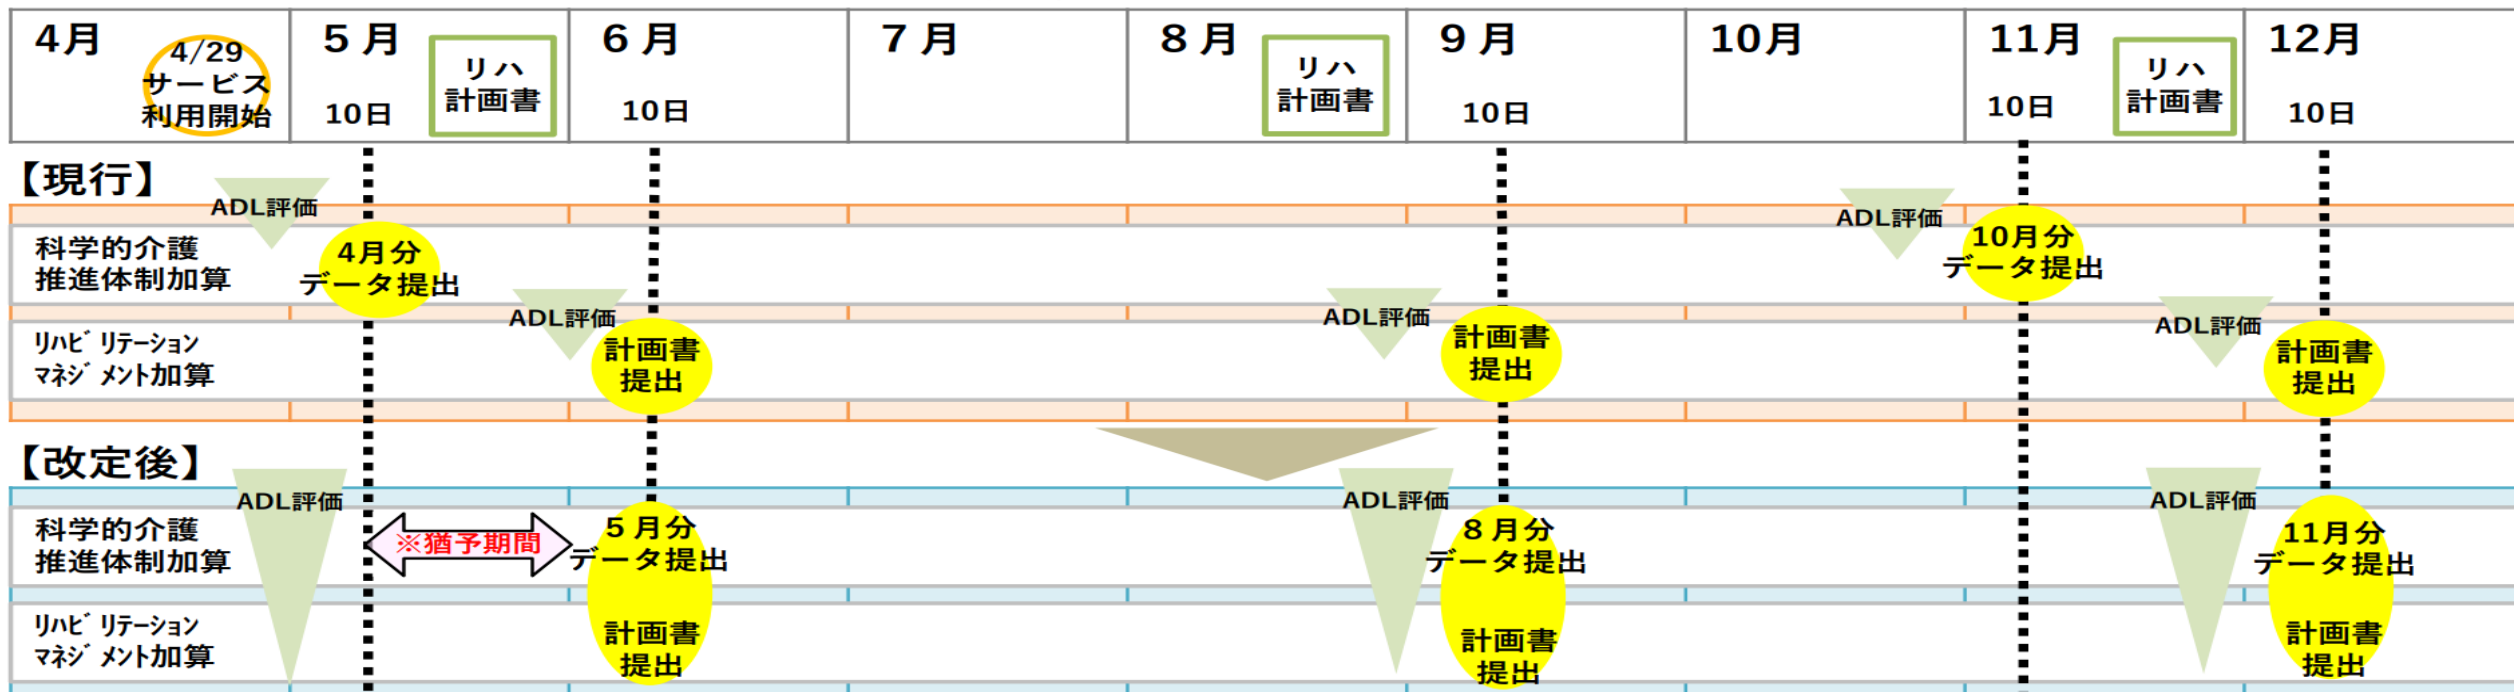 4月
4/29
サービス
利用開始
5月
10日
リハ
計画書
6月
10日
7月
8月
リハ
計画書
9月
10日
10月
11月
10日
リハ
計画書
12月
10日
【現行】
ADL評価
ADL評価
科学的介護
推進体制加算
4月分
データ提出
10月分
データ提出
ADL評価
ADL評価
ADL評価
リハビリテーション
マネジメント加算
計画書
提出
計画書
提出
計画書
提出
【改定後】
ADL評価
ADL評価
ADL評価
科学的介護
推進体制加算
※猶予期間
5月分
データ提出
8月分
データ提出
11月分
データ提出
リハビリテーション
マネジメント加算
計画書
提出
計画書
提出
計画書
提出